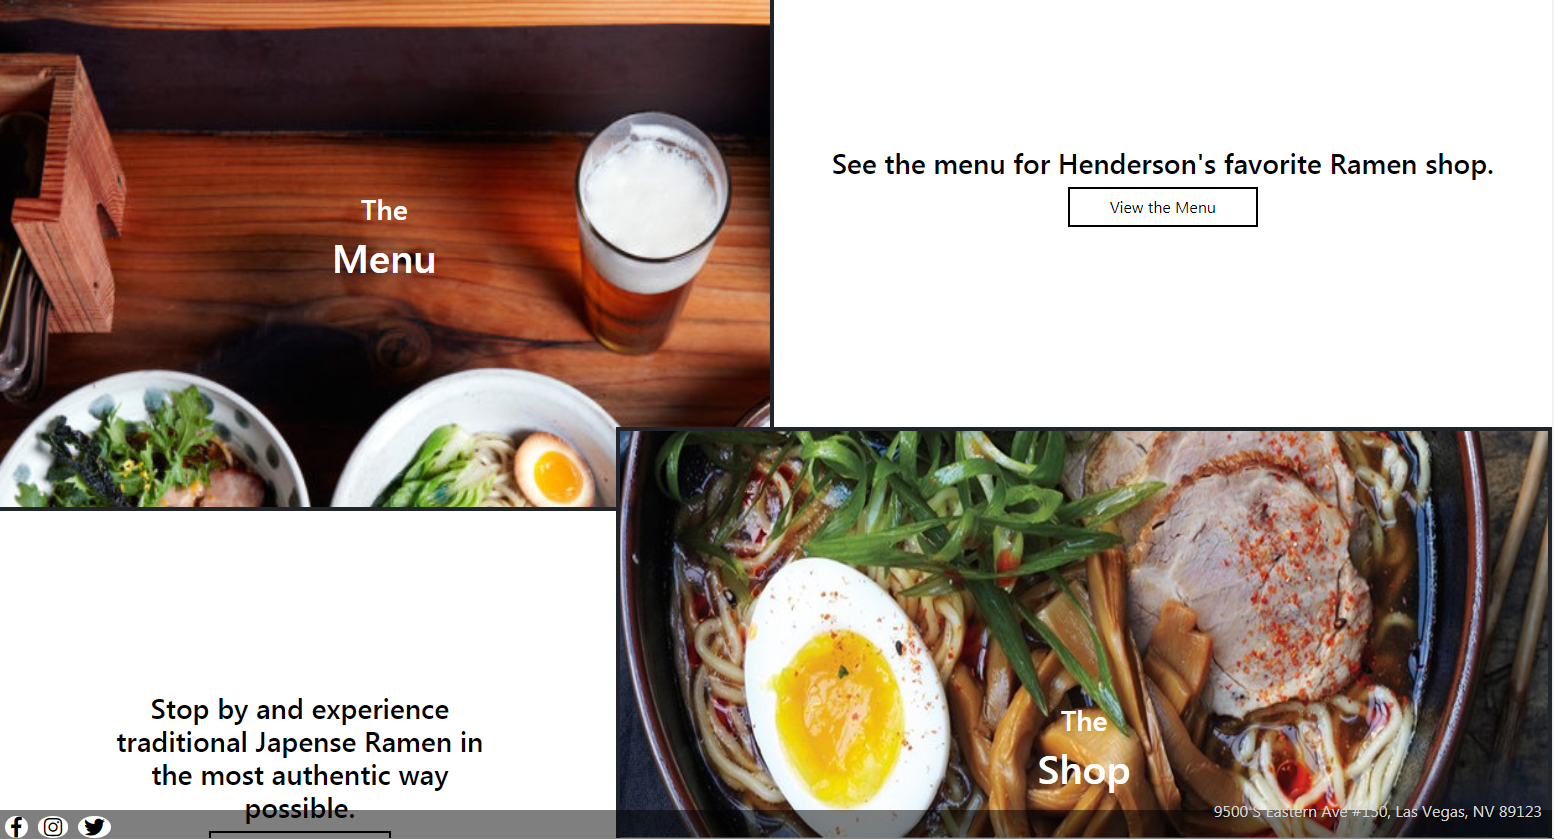 The
Menu
See the menu for Henderson's favorite Ramen shop.
View the Menu
Stop by and experience
traditional Japense Ramen in
the most authentic way
possible.
The
Shop
9500 S Eastern Ave #150, Las Vegas, NV 89123